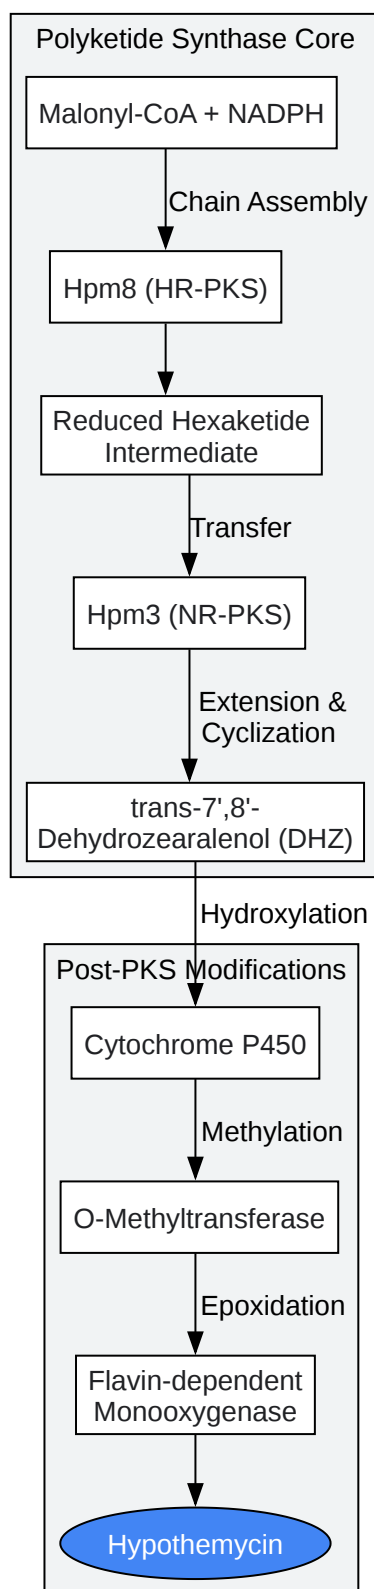 Polyketide Synthase Core
Malonyl-CoA + NADPH
Chain Assembly
Hpm8 (HR-PKS)
Reduced Hexaketide
Intermediate
Transfer
Hpm3 (NR-PKS)
Extension &
Cyclization
trans-7',8'-
Dehydrozearalenol (DHZ)
Hydroxylation
Post-PKS Modifications
Cytochrome P450
Methylation
O-Methyltransferase
Epoxidation
Flavin-dependent
Monooxygenase
Hypothemycin